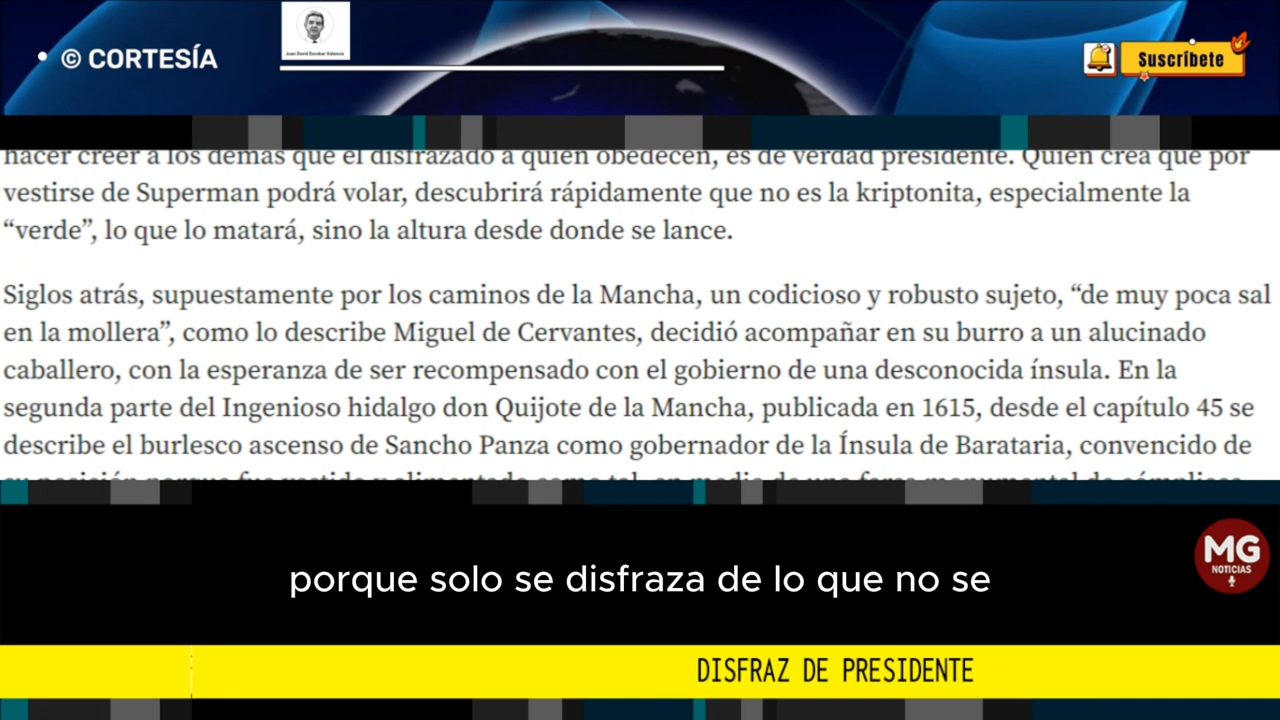 © CORTESÍA
Juan David Escobar Valencia
Suscríbete
hacer creer a los demás que el disfrazado a quien obedecen, es de verdad presidente. Quien crea que por
vestirse de Superman podrá volar, descubrirá rápidamente que no es la kriptonita, especialmente la
“verde”, lo que lo matará, sino la altura desde donde se lance.
Siglos atrás, supuestamente por los caminos de la Mancha, un codicioso y robusto sujeto, “de muy poca sal
en la mollera”, como lo describe Miguel de Cervantes, decidió acompañar en su burro a un alucinado
caballero, con la esperanza de ser recompensado con el gobierno de una desconocida ínsula. En la
segunda parte del Ingenioso hidalgo don Quijote de la Mancha, publicada en 1615, desde el capítulo 45 se
describe el burlesco ascenso de Sancho Panza como gobernador de la Ínsula de Barataria, convencido de
MG
NOTICIAS
porque solo se disfraza de lo que no se
DISFRAZ DE PRESIDENTE